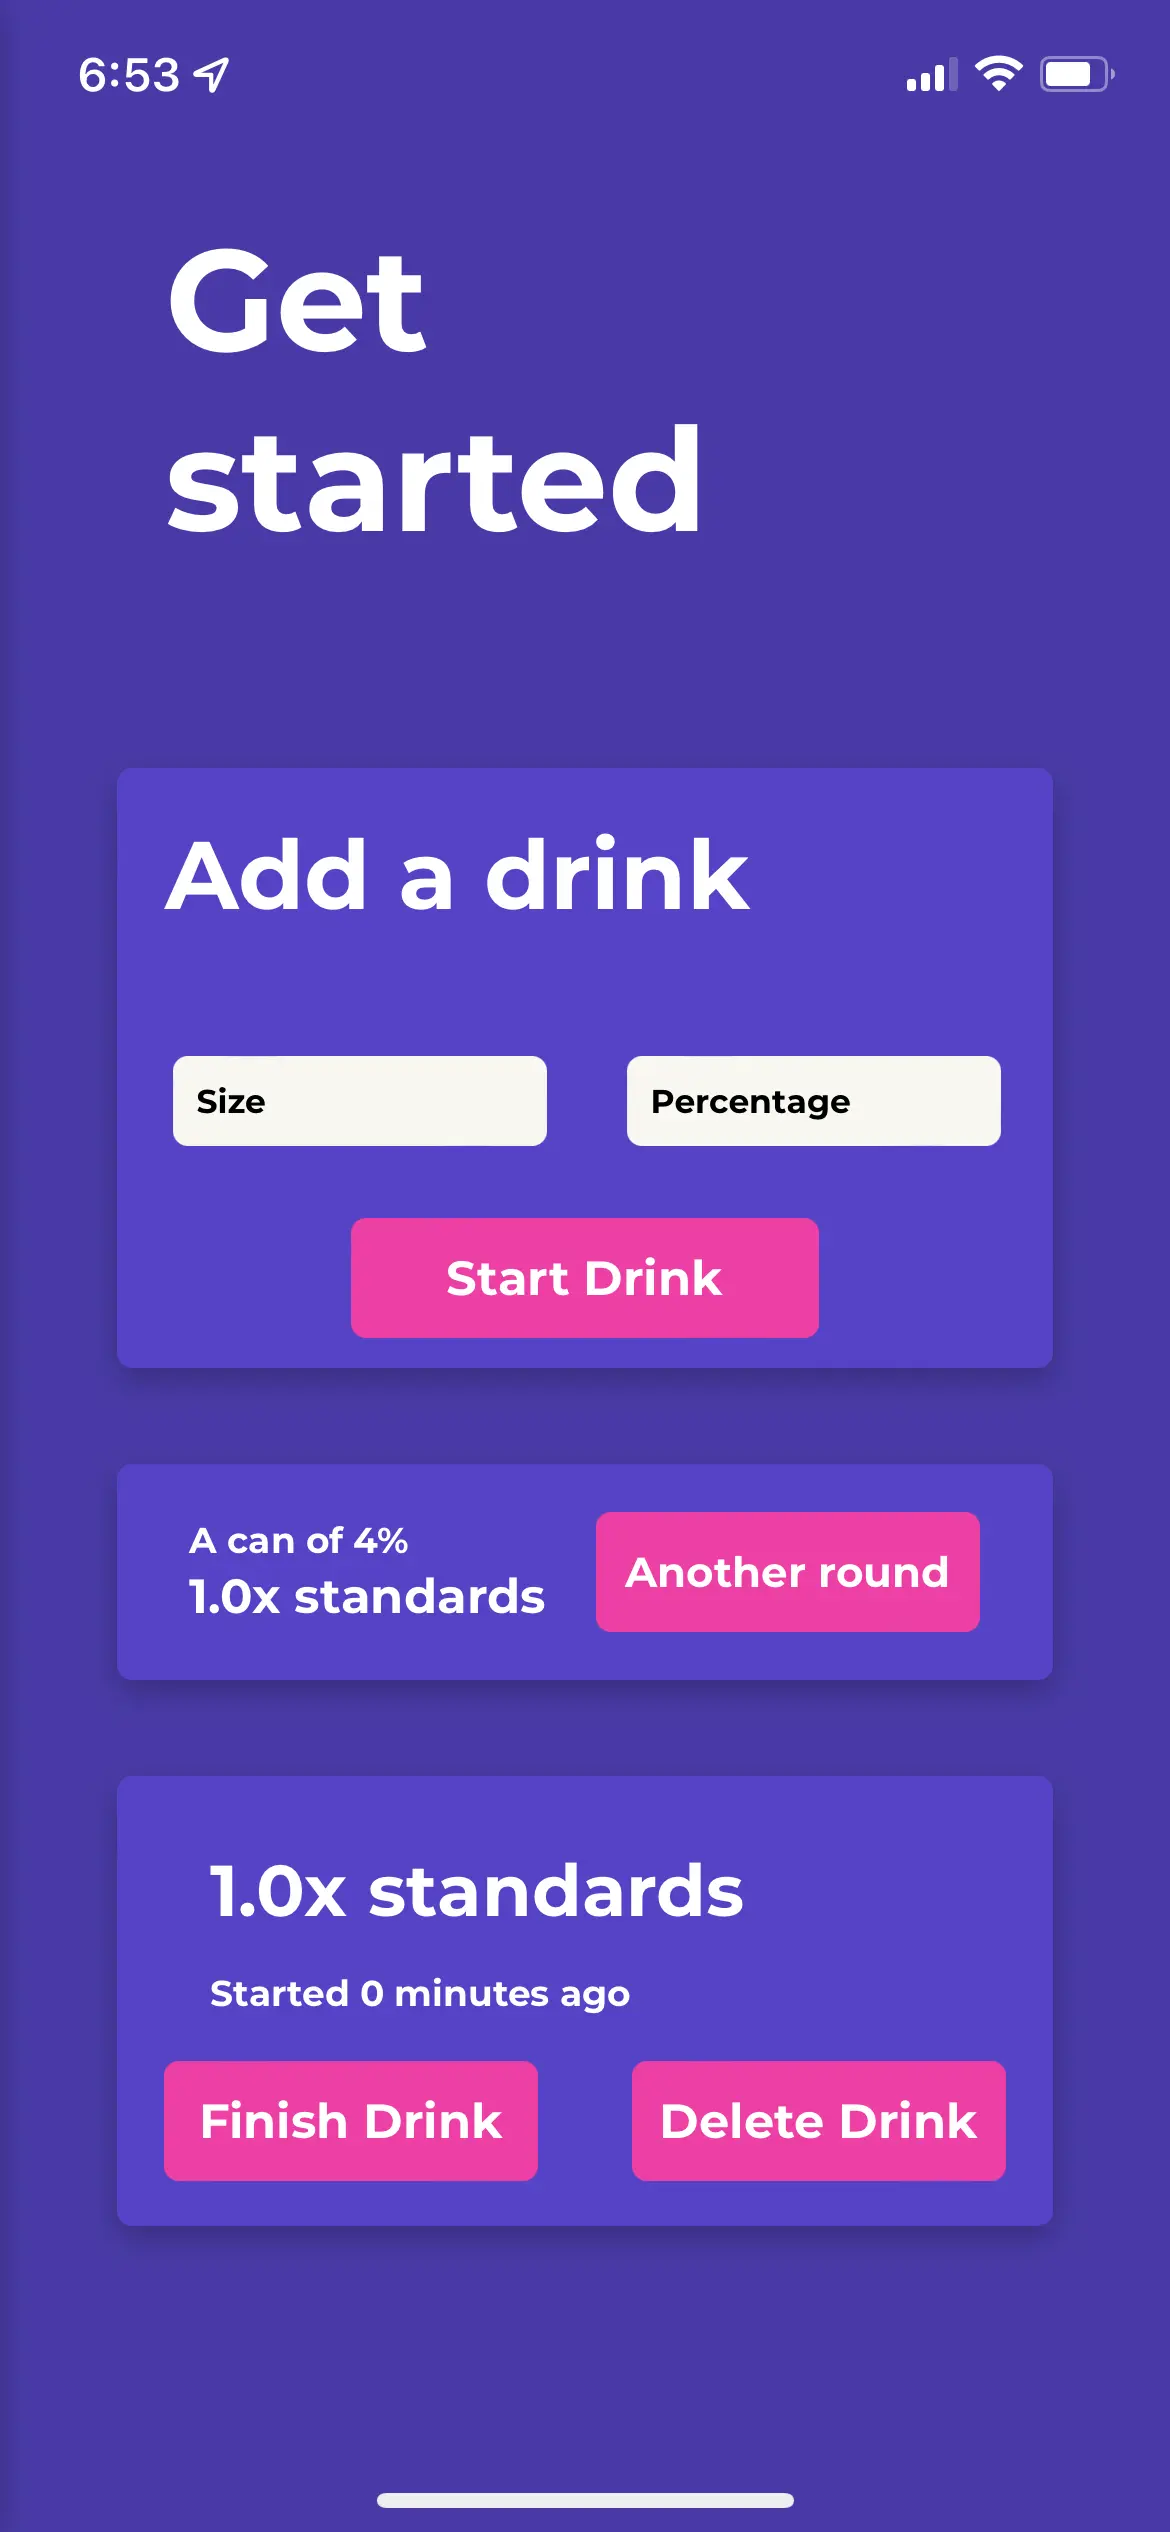 6:53
Get
started
Add a drink
Size
Percentage
Start Drink
A can of 4%
1.0x standards
Another round
1.0x standards
Started 0 minutes ago
Finish Drink
Delete Drink